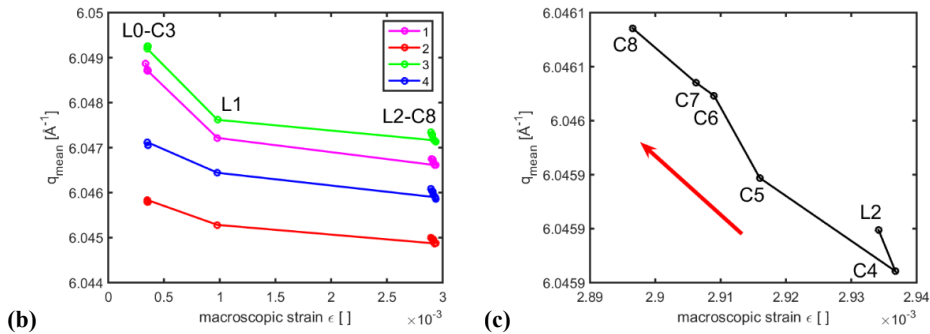 6.05
6.049
6.048
6.047
6.046
6.045
6.044
q_mean [Å⁻¹]
L0-C3
L1
L2-C8
1
2
3
4
0 0.5 1 1.5 2 2.5 3
macroscopic strain ϵ [ ] ×10⁻³
(b)
6.0461
6.0461
6.046
6.0459
6.0459
6.0459
q_mean [Å⁻¹]
C8
C7
C6
C5
L2
C4
2.89 2.9 2.91 2.92 2.93 2.94
macroscopic strain ϵ [ ] ×10⁻³
(c)